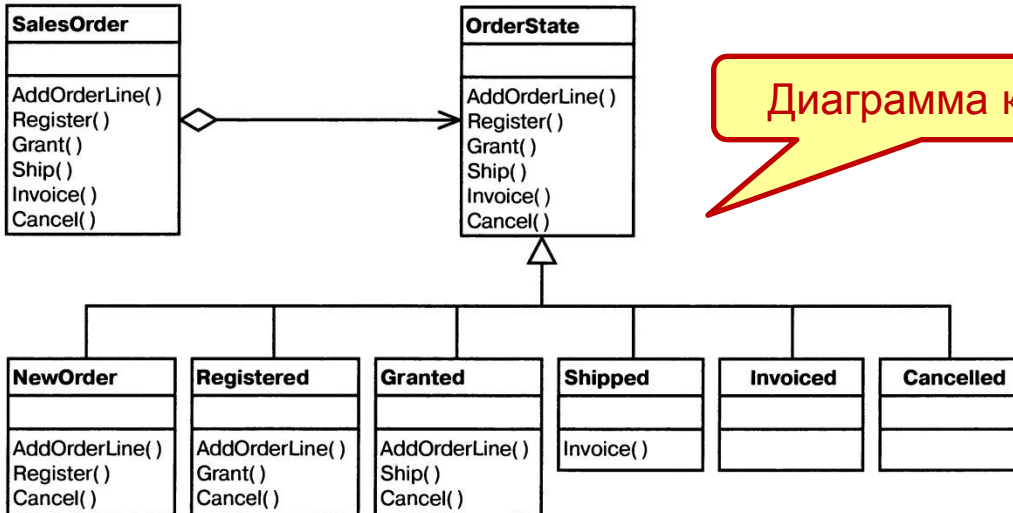 SalesOrder
AddOrderLine( )
Register( )
Grant( )
Ship( )
Invoice( )
Cancel( )
OrderState
AddOrderLine( )
Register( )
Grant( )
Ship( )
Invoice( )
Cancel( )
Диаграмма к
NewOrder
AddOrderLine( )
Register( )
Cancel( )
Registered
AddOrderLine( )
Grant( )
Cancel( )
Granted
AddOrderLine( )
Ship( )
Cancel( )
Shipped
Invoice( )
Invoiced
Cancelled